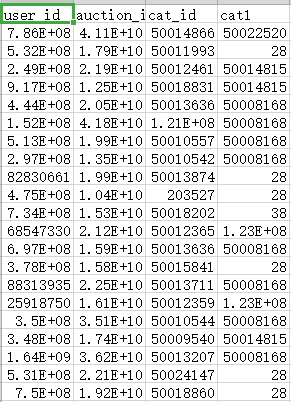 user_id auction_i cat_id cat1
7.86E+08 4.11E+10 50014866 50022520
5.32E+08 1.79E+10 50011993 28
2.49E+08 2.19E+10 50012461 50014815
9.17E+08 1.25E+10 50018831 50014815
4.44E+08 2.05E+10 50013636 50008168
1.52E+08 4.18E+10 1.21E+08 50008168
5.13E+08 1.99E+10 50010557 50008168
2.97E+08 1.35E+10 50010542 50008168
82830661 1.99E+10 50013874 28
4.75E+08 1.04E+10 203527 28
7.34E+08 1.53E+10 50018202 38
68547330 2.12E+10 50012365 1.23E+08
6.97E+08 1.59E+10 50013636 50008168
3.78E+08 1.58E+10 50015841 28
88313935 2.25E+10 50013711 50008168
25918750 1.61E+10 50012359 1.23E+08
3.5E+08 3.51E+10 50010544 50008168
3.48E+08 1.74E+10 50009540 50014815
1.64E+09 3.62E+10 50013207 50008168
5.31E+08 2.21E+10 50024147 28
7.5E+08 1.92E+10 50018860 28